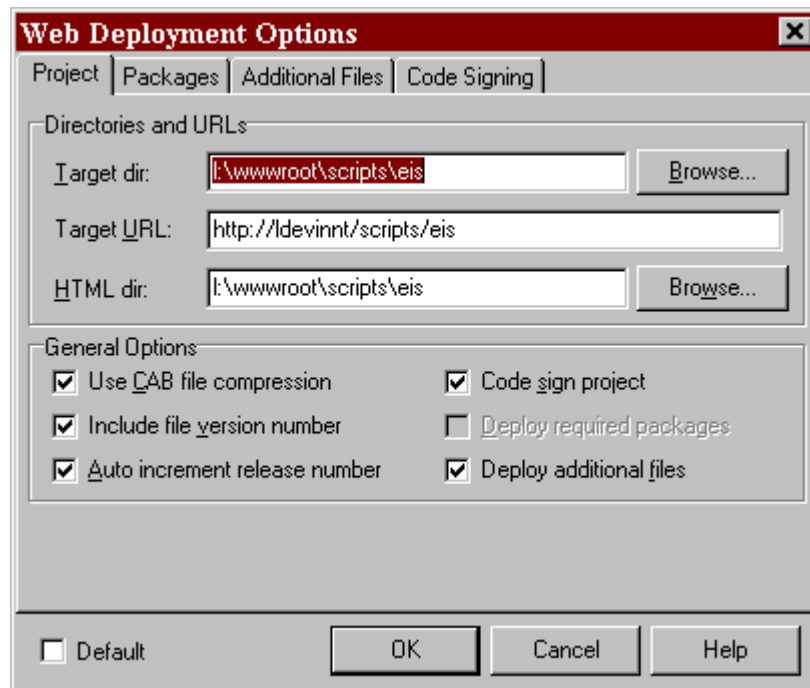 Web Deployment Options
Project Packages Additional Files Code Signing
Directories and URLs
Target dir: l:\wwwroot\scripts\eis Browse...
Target URL: http://ldevinnt/scripts/eis
HTML dir: l:\wwwroot\scripts\eis Browse...
General Options
Use CAB file compression Code sign project
Include file version number Deploy required packages
Auto increment release number Deploy additional files
Default OK Cancel Help